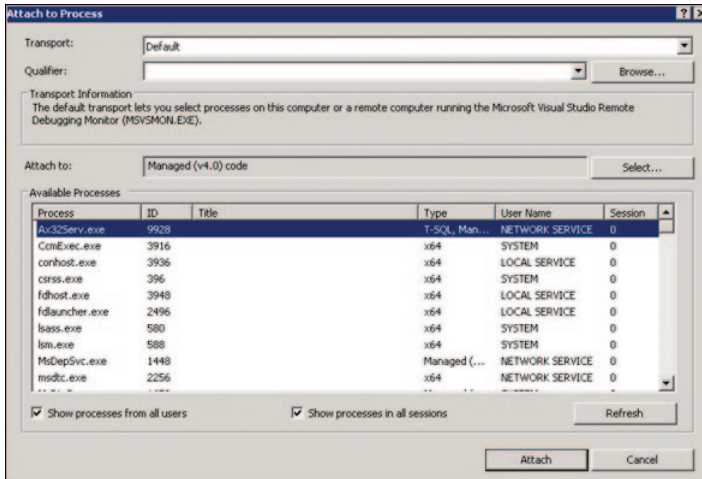 Attach to Process
Transport: Default
Qualifier: Browse...
Transport Information
The default transport lets you select processes on this computer or a remote computer running the Microsoft Visual Studio Remote
Debugging Monitor (MSVSMON.EXE).
Attach to: Managed (v4.0) code Select...
Available Processes
Process ID Title Type User Name Session
Ax32Serv.exe 9928 T-SQL, Man... NETWORK SERVICE 0
CcmExec.exe 3916 x64 SYSTEM 0
conhost.exe 3936 x64 LOCAL SERVICE 0
csrss.exe 396 x64 SYSTEM 0
fdhost.exe 3948 x64 LOCAL SERVICE 0
fdlauncher.exe 2496 x64 LOCAL SERVICE 0
lsass.exe 580 x64 SYSTEM 0
lsm.exe 588 x64 SYSTEM 0
MsDepSvc.exe 1448 Managed (... NETWORK SERVICE 0
msdtc.exe 2256 x64 NETWORK SERVICE 0
Show processes from all users Show processes in all sessions Refresh
Attach Cancel